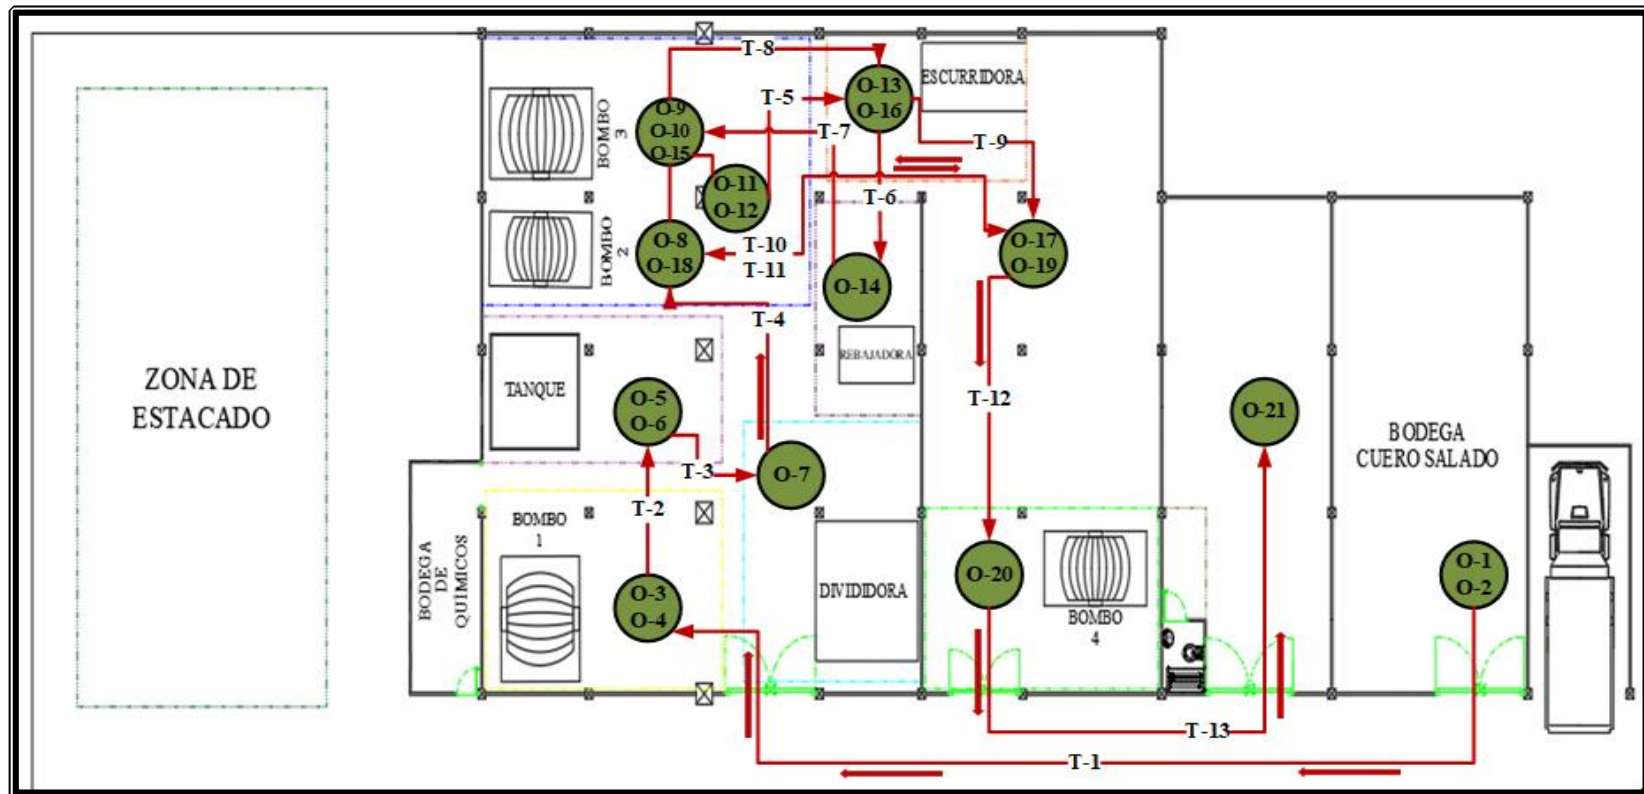 T-8
O-13
O-16
ESCURRIDORA
T-5
O-9
O-10
O-15
BOMBO
3
T-7
T-9
O-11
O-12
T-6
O-8
O-18
BOMBO
2
T-10
T-11
O-17
O-19
O-14
T-4
REBAJADORA
ZONA DE
ESTACADO
TANQUE
O-5
O-6
T-12
O-21
BODEGA
CUERO SALADO
T-3
O-7
T-2
BOMBO
1
BODEGA
DE
QUÍMICOS
O-3
O-4
DIVIDIDORA
O-20
BOMBO
4
O-1
O-2
T-13
T-1